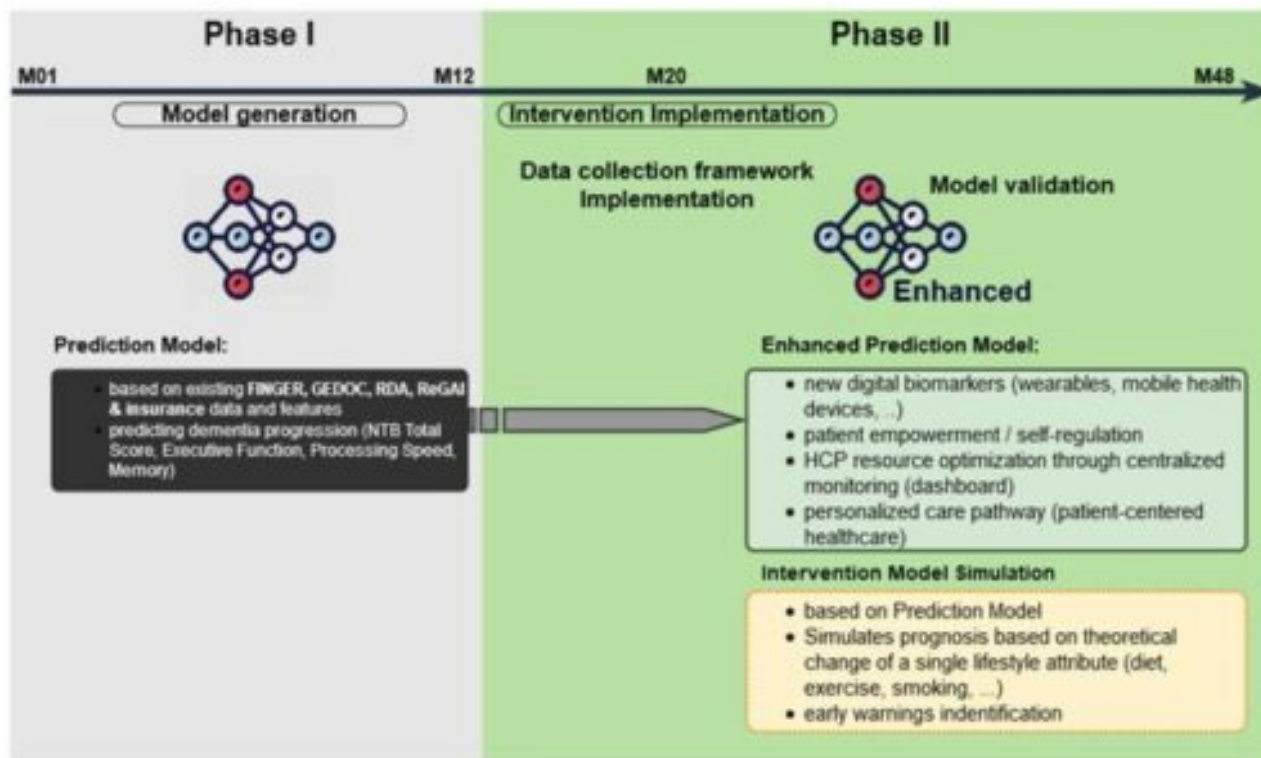 Phase I
Phase II
M01
M12
M20
M48
Model generation
Intervention Implementation
Data collection framework
Implementation
Model validation
Enhanced
Prediction Model:
• based on existing FINGER, GEDOC, RDA, ReGAI
& insurance data and features
• predicting dementia progression (NTB Total
Score, Executive Function, Processing Speed,
Memory)
Enhanced Prediction Model:
• new digital biomarkers (wearables, mobile health
devices, ..)
• patient empowerment / self-regulation
• HCP resource optimization through centralized
monitoring (dashboard)
• personalized care pathway (patient-centered
healthcare)
Intervention Model Simulation
• based on Prediction Model
• Simulates prognosis based on theoretical
change of a single lifestyle attribute (diet,
exercise, smoking, ...)
• early warnings indentification